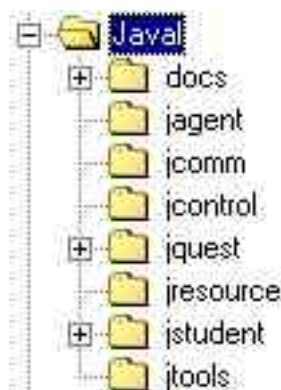 Javal
docs
jagent
jcomm
jcontrol
jquest
jresource
jstudent
jtools